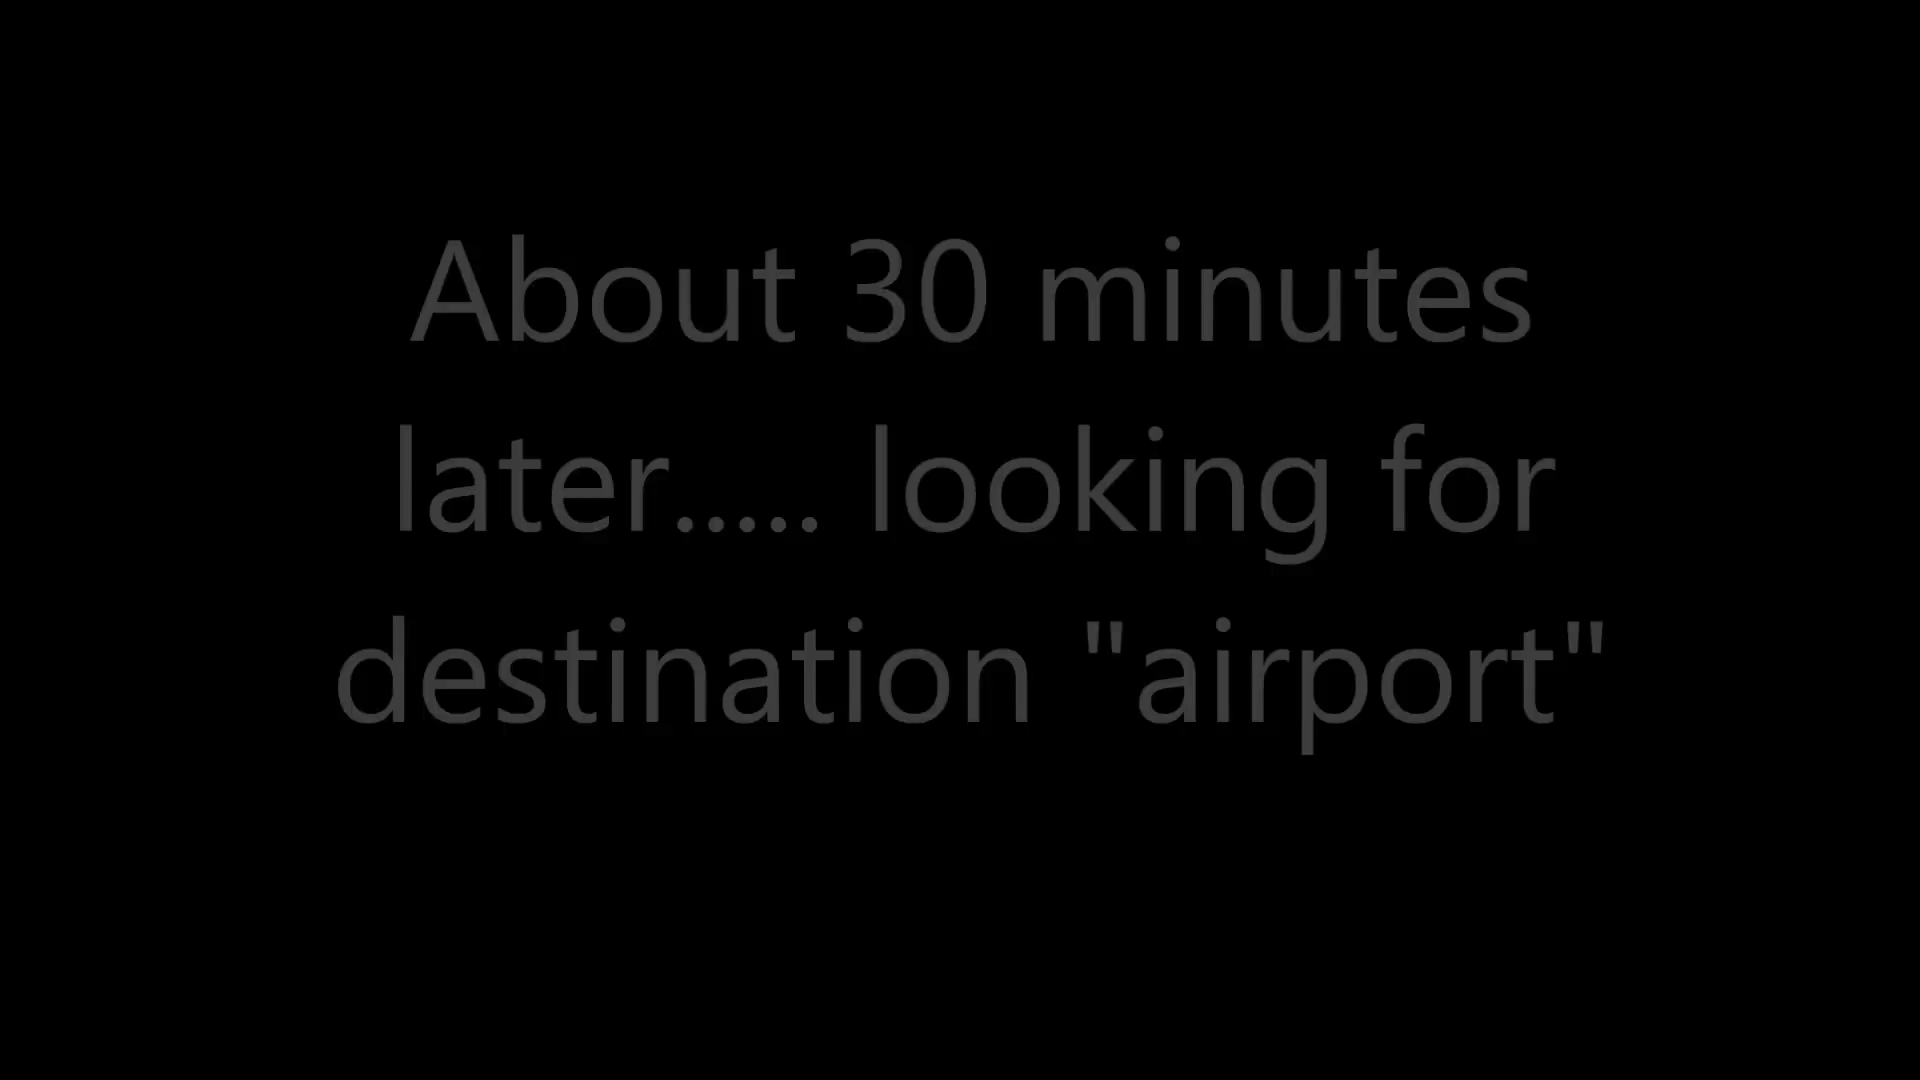 About 30 minutes
later..... looking for
destination "airport"